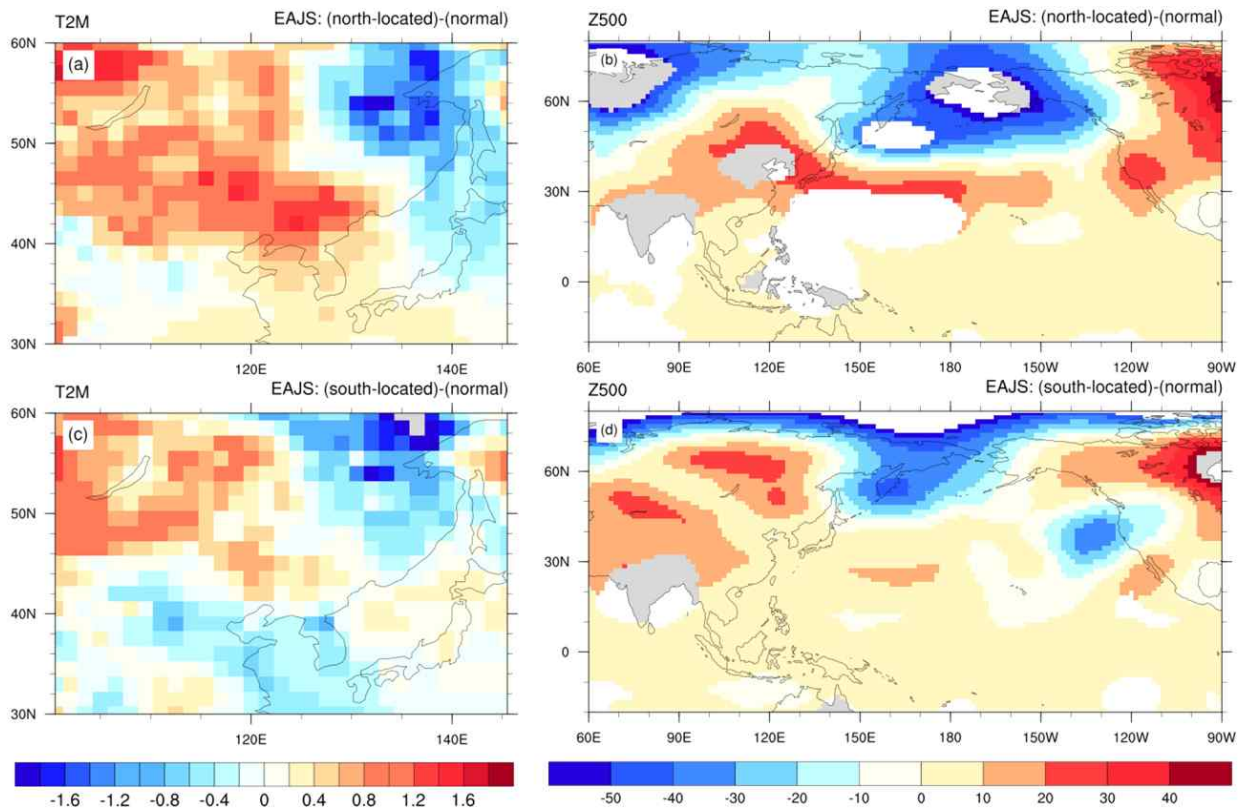 T2M EAJS: (north-located)-(normal)
(a)
60N
50N
40N
30N
120E 140E
Z500 EAJS: (north-located)-(normal)
(b)
60N
30N
0
60E 90E 120E 150E 180 150W 120W 90W
T2M EAJS: (south-located)-(normal)
(c)
60N
50N
40N
30N
120E 140E
Z500 EAJS: (south-located)-(normal)
(d)
60N
30N
0
60E 90E 120E 150E 180 150W 120W 90W
-1.6 -1.2 -0.8 -0.4 0 0.4 0.8 1.2 1.6
-50 -40 -30 -20 -10 0 10 20 30 40